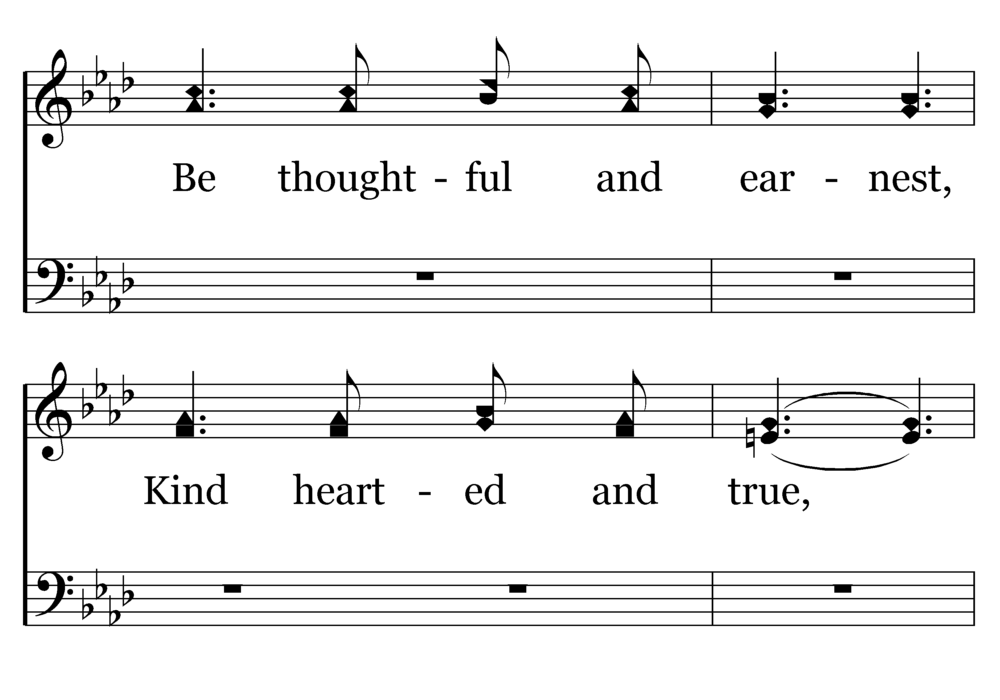 Be thought - ful and ear - nest,
Kind heart - ed and true,